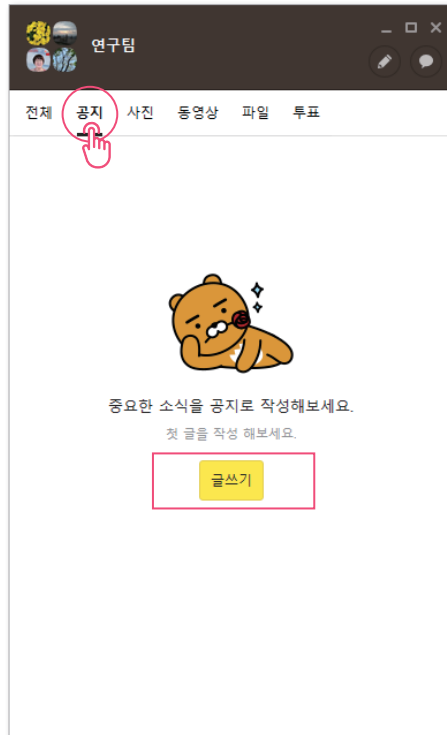 연구팀
전체 공지 사진 동영상 파일 투표
중요한 소식을 공지로 작성해보세요.
첫 글을 작성 해보세요.
글쓰기